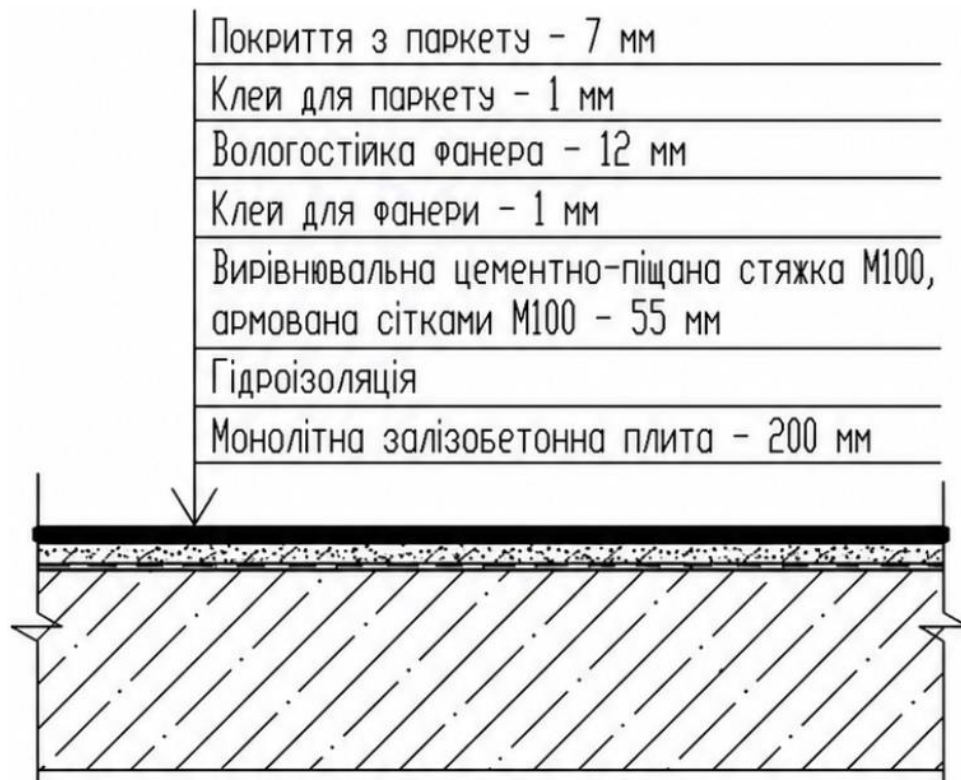 Покриття з паркету - 7 мм
Клей для паркету - 1 мм
Вологостійка фанера - 12 мм
Клей для фанери - 1 мм
Вирівнювальна цементно-піщана стяжка М100,
армована сітками М100 - 55 мм
Гідроізоляція
Монолітна залізобетонна плита - 200 мм